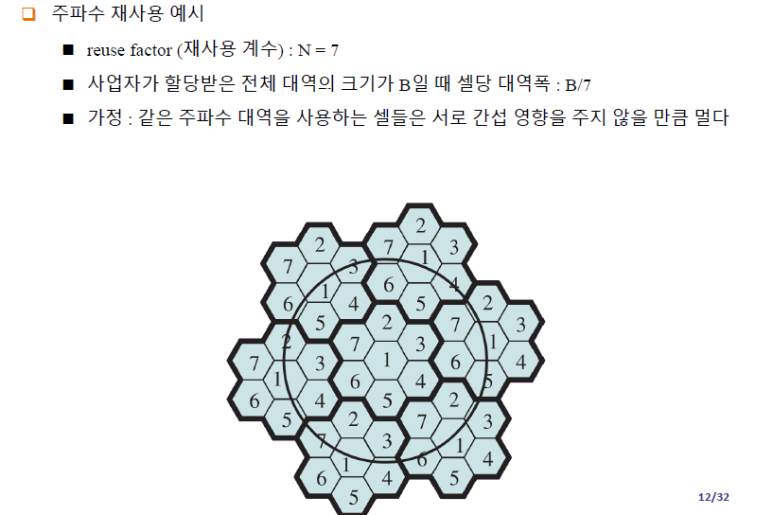 주파수 재사용 예시
reuse factor (재사용 계수) : N = 7
사업자가 할당받은 전체 대역의 크기가 B일 때 셀당 대역폭 : B/7
가정 : 같은 주파수 대역을 사용하는 셀들은 서로 간섭 영향을 주지 않을 만큼 멀다
2
2 7 1 3
7 3
1 6 4 2
6 4 5 3
5 2 7
2 7 3 1
7 3 1 6 4
1 6 4 5
6 4 5 2
5 2 7 3
7 3 1
1 6 4
6 4 5
5
12/32